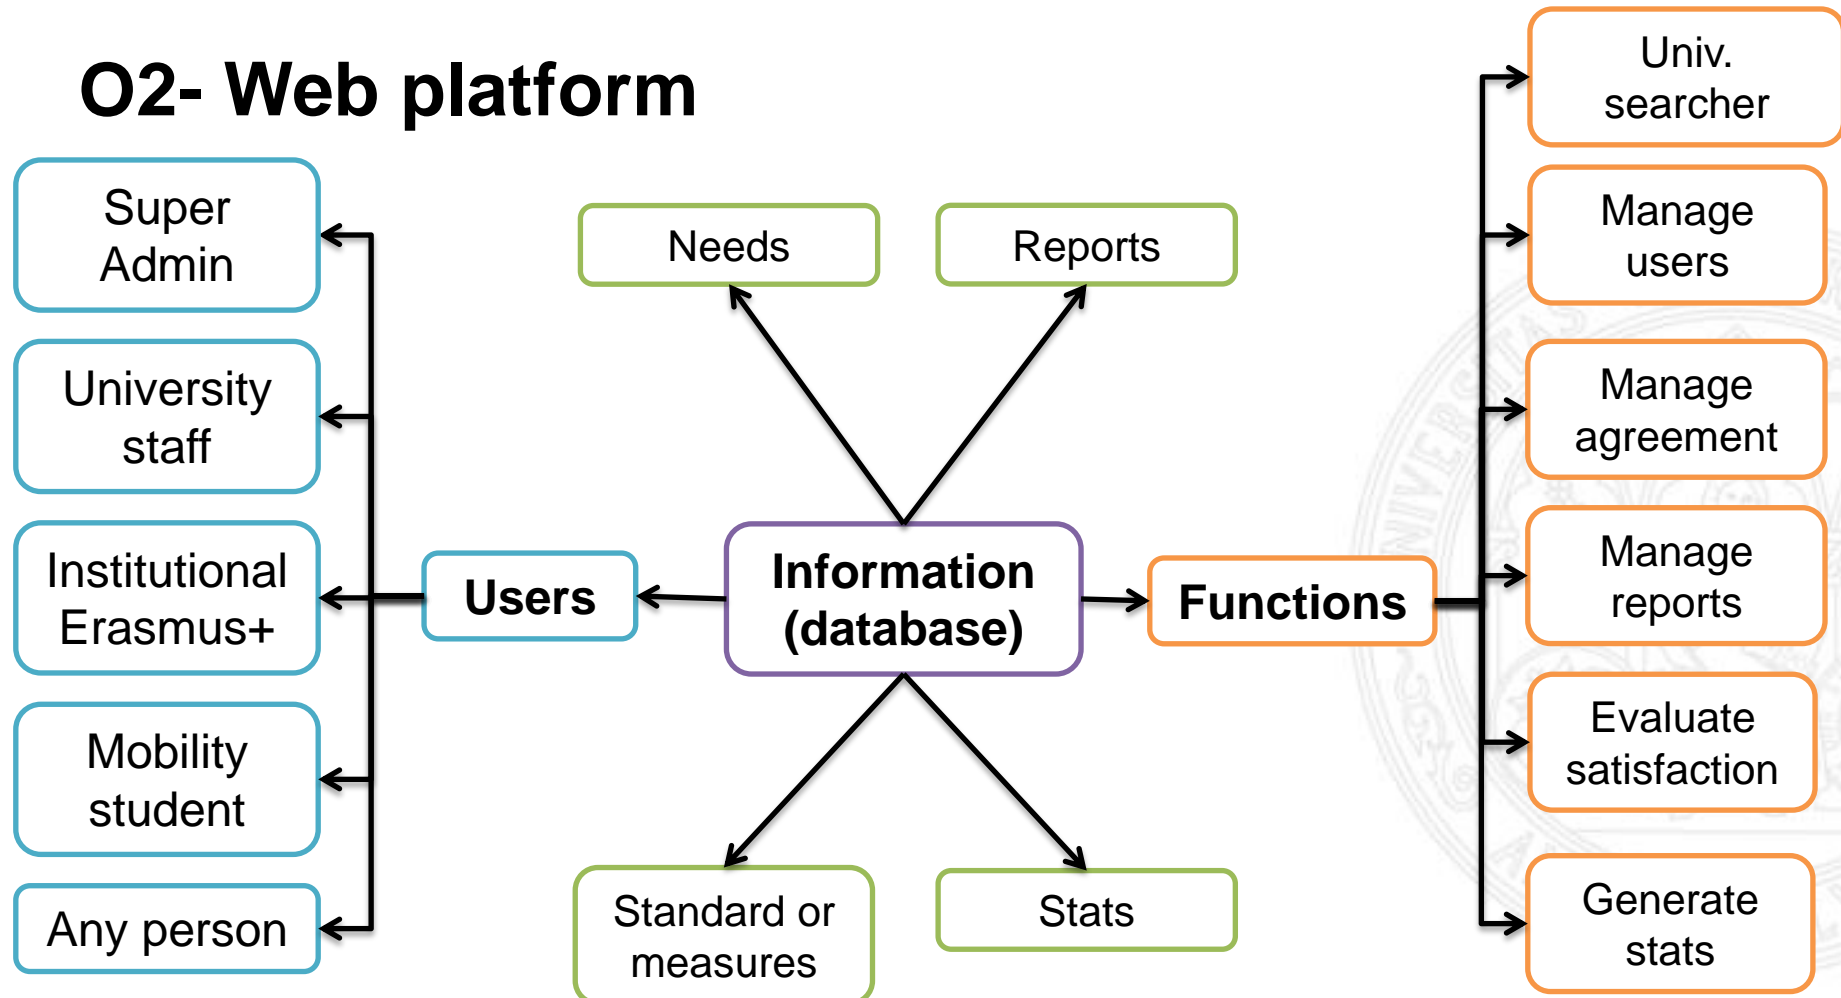 O2- Web platform
Super
Admin
University
staff
Institutional
Erasmus+
Mobility
student
Any person
Users
Needs
Reports
Information
(database)
Standard or
measures
Stats
Functions
Univ.
searcher
Manage
users
Manage
agreement
Manage
reports
Evaluate
satisfaction
Generate
stats